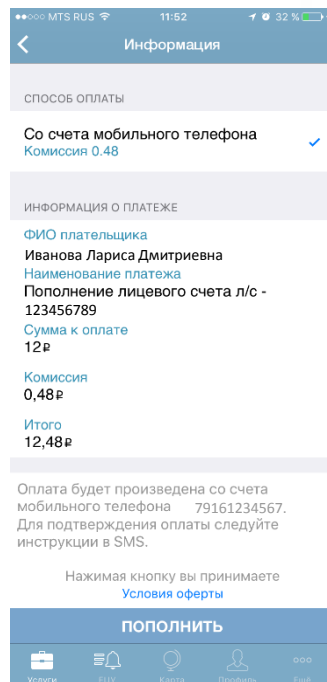 MTS RUS 11:52 32 %
Информация
СПОСОБ ОПЛАТЫ
Со счета мобильного телефона
Комиссия 0.48
ИНФОРМАЦИЯ О ПЛАТЕЖЕ
ФИО плательщика
Иванова Лариса Дмитриевна
Наименование платежа
Пополнение лицевого счета л/с -
123456789
Сумма к оплате
12₽
Комиссия
0,48₽
Итого
12,48₽
Оплата будет произведена со счета
мобильного телефона 79161234567.
Для подтверждения оплаты следуйте
инструкции в SMS.
Нажимая кнопку вы принимаете
Условия оферты
ПОПОЛНИТЬ
Услуги Карта Профиль Ещё